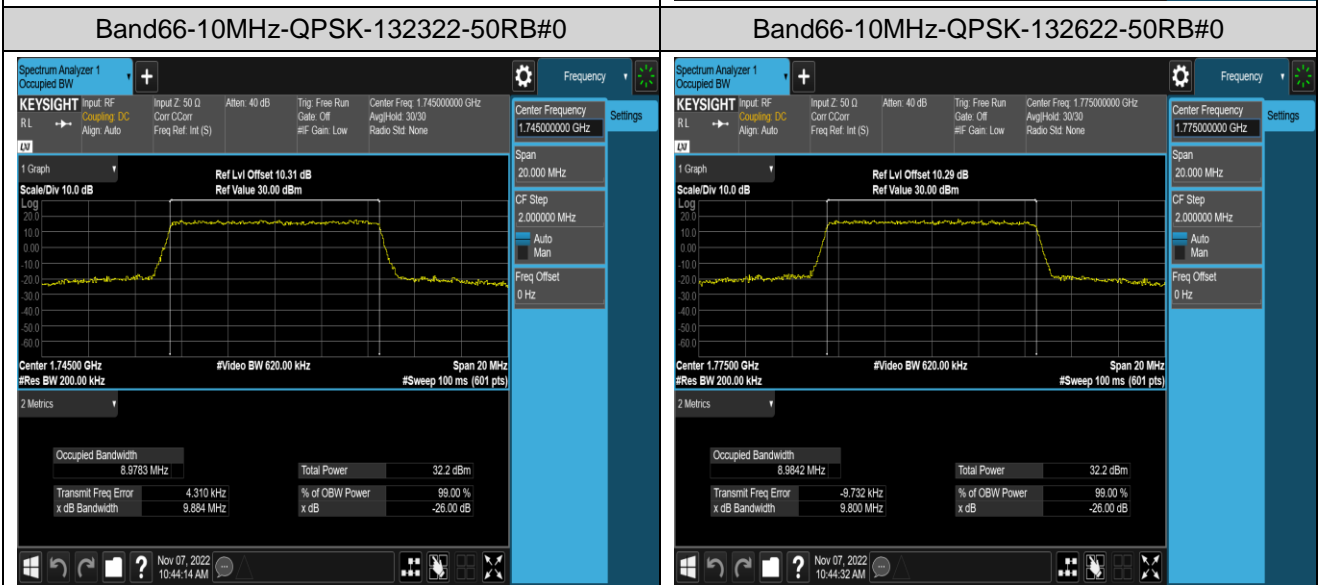 Band66-10MHz-QPSK-132322-50RB#0
Spectrum Analyzer 1
Occupied BW
+
Frequency
KEYSIGHT
RL
LXI
Input: RF
Coupling: DC
Align: Auto
Input Z: 50 Ω
Corr CCorr
Freq Ref: Int (S)
Atten: 40 dB
Trig: Free Run
Gate: Off
#IF Gain: Low
Center Freq: 1.745000000 GHz
Avg|Hold: 30/30
Radio Std: None
Center Frequency
1.745000000 GHz
Settings
Span
20.000 MHz
CF Step
2.000000 MHz
Auto
Man
Freq Offset
0 Hz
1 Graph
Scale/Div 10.0 dB
Ref Lvl Offset 10.31 dB
Ref Value 30.00 dBm
Log
20.0
10.0
0.00
-10.0
-20.0
-30.0
-40.0
-50.0
-60.0
Center 1.74500 GHz
#Video BW 620.00 kHz
Span 20 MHz
#Res BW 200.00 kHz
#Sweep 100 ms (601 pts)
2 Metrics
Occupied Bandwidth
8.9783 MHz
Total Power 32.2 dBm
Transmit Freq Error 4.310 kHz
% of OBW Power 99.00 %
x dB Bandwidth 9.884 MHz
x dB -26.00 dB
?
Nov 07, 2022
10:44:14 AM
Band66-10MHz-QPSK-132622-50RB#0
Spectrum Analyzer 1
Occupied BW
+
Frequency
KEYSIGHT
RL
LXI
Input: RF
Coupling: DC
Align: Auto
Input Z: 50 Ω
Corr CCorr
Freq Ref: Int (S)
Atten: 40 dB
Trig: Free Run
Gate: Off
#IF Gain: Low
Center Freq: 1.775000000 GHz
Avg|Hold: 30/30
Radio Std: None
Center Frequency
1.775000000 GHz
Settings
Span
20.000 MHz
CF Step
2.000000 MHz
Auto
Man
Freq Offset
0 Hz
1 Graph
Scale/Div 10.0 dB
Ref Lvl Offset 10.29 dB
Ref Value 30.00 dBm
Log
20.0
10.0
0.00
-10.0
-20.0
-30.0
-40.0
-50.0
-60.0
Center 1.77500 GHz
#Video BW 620.00 kHz
Span 20 MHz
#Res BW 200.00 kHz
#Sweep 100 ms (601 pts)
2 Metrics
Occupied Bandwidth
8.9842 MHz
Total Power 32.2 dBm
Transmit Freq Error -9.732 kHz
% of OBW Power 99.00 %
x dB Bandwidth 9.800 MHz
x dB -26.00 dB
?
Nov 07, 2022
10:44:32 AM